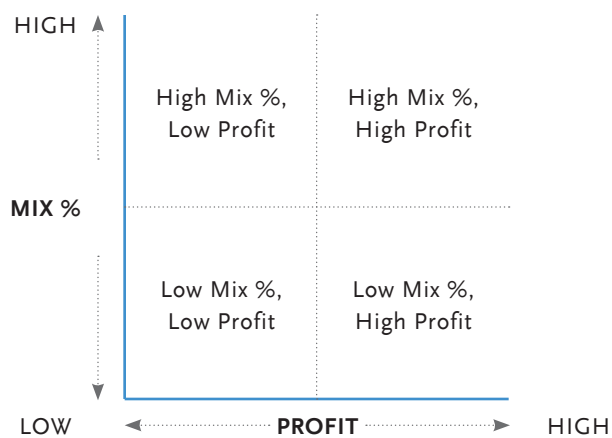 HIGH
High Mix %,
Low Profit
High Mix %,
High Profit
MIX %
Low Mix %,
Low Profit
Low Mix %,
High Profit
LOW
PROFIT
HIGH